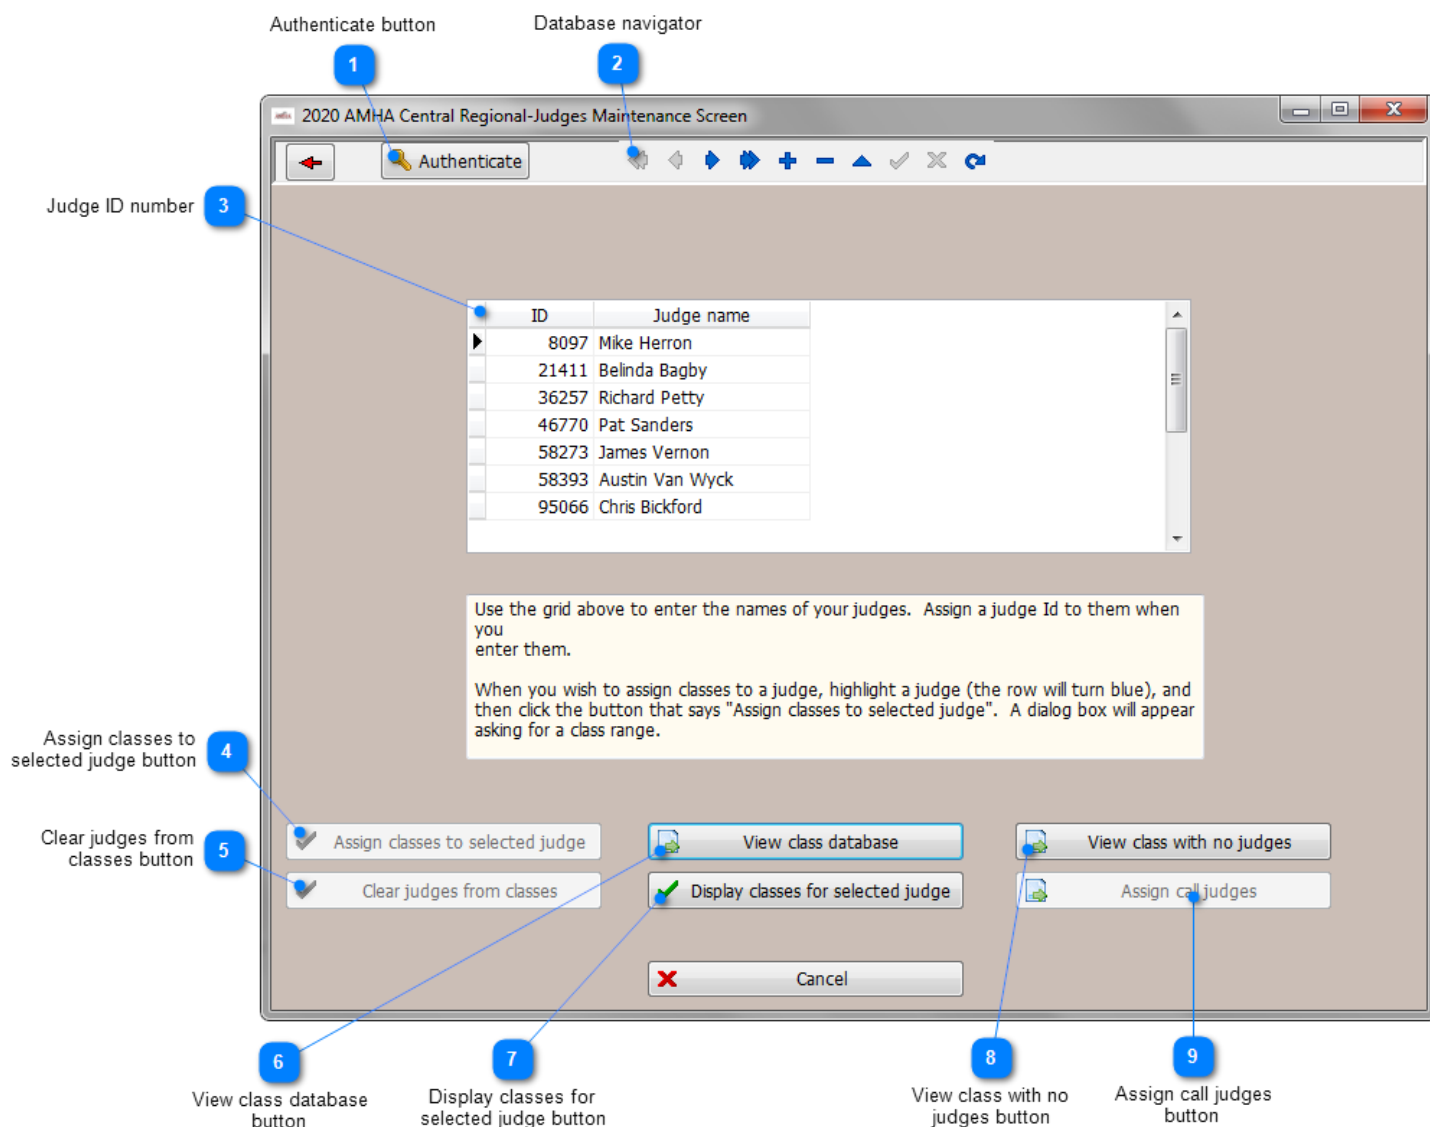 Authenticate button
Database navigator
1
2
2020 AMHA Central Regional-Judges Maintenance Screen
Authenticate
Judge ID number
3
ID Judge name
8097 Mike Herron
21411 Belinda Bagby
36257 Richard Petty
46770 Pat Sanders
58273 James Vernon
58393 Austin Van Wyck
95066 Chris Bickford
Use the grid above to enter the names of your judges. Assign a judge Id to them when
you
enter them.
When you wish to assign classes to a judge, highlight a judge (the row will turn blue), and
then click the button that says "Assign classes to selected judge". A dialog box will appear
asking for a class range.
Assign classes to
selected judge button
4
Clear judges from
classes button
5
Assign classes to selected judge
View class database
View class with no judges
Clear judges from classes
Display classes for selected judge
Assign call judges
Cancel
6
7
8
9
View class database
button
Display classes for
selected judge button
View class with no
judges button
Assign call judges
button